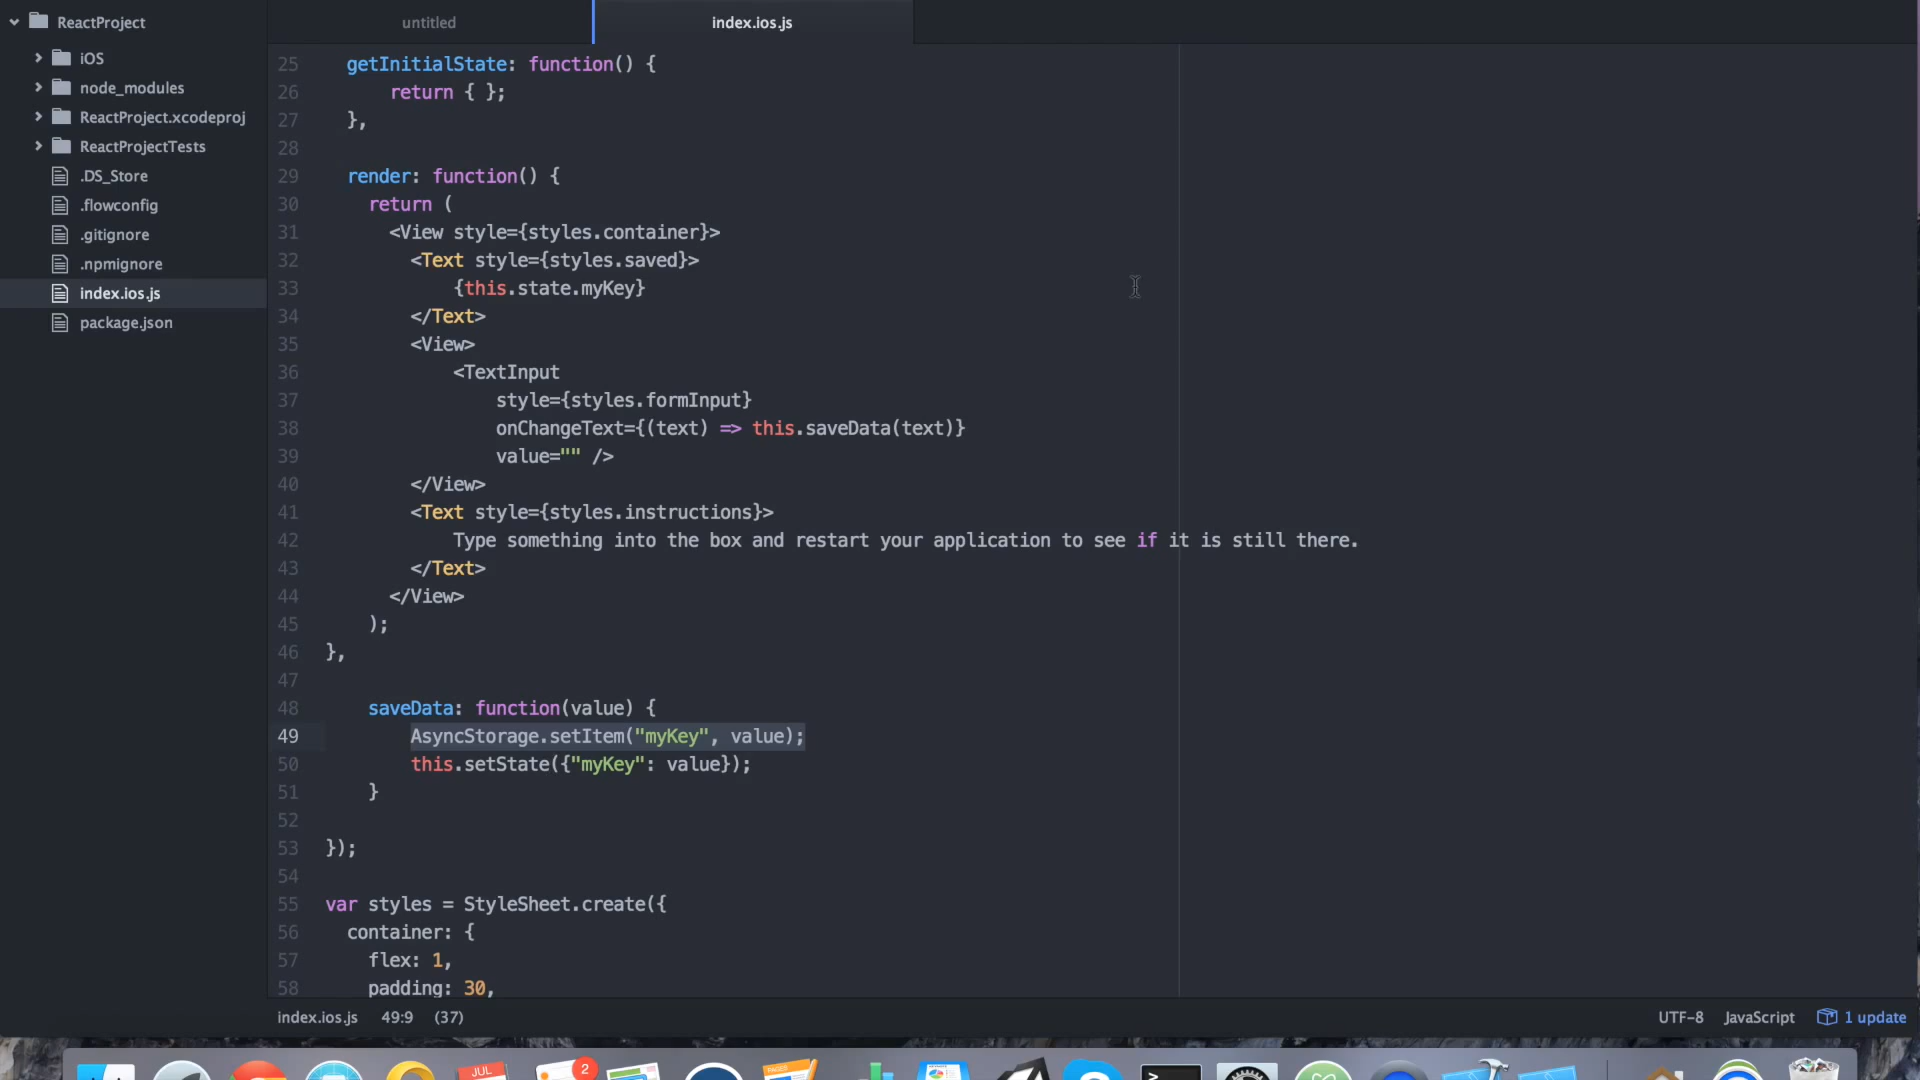 ReactProject
untitled
index.ios.js
iOS
node_modules
ReactProject.xcodeproj
ReactProjectTests
.DS_Store
.flowconfig
.gitignore
.npmignore
index.ios.js
package.json
25 getInitialState: function() {
26 return { };
27 },
28
29 render: function() {
30 return (
31 <View style={styles.container}>
32 <Text style={styles.saved}>
33 {this.state.myKey}
34 </Text>
35 <View>
36 <TextInput
37 style={styles.formInput}
38 onChangeText={(text) => this.saveData(text)}
39 value="" />
40 </View>
41 <Text style={styles.instructions}>
42 Type something into the box and restart your application to see if it is still there.
43 </Text>
44 </View>
45 );
46 },
47
48 saveData: function(value) {
49 AsyncStorage.setItem("myKey", value);
50 this.setState({"myKey": value});
51 }
52
53 });
54
55 var styles = StyleSheet.create({
56 container: {
57 flex: 1,
58 padding: 30,
index.ios.js 49:9 (37)
UTF-8 JavaScript 1 update
JUL
2
PAGES